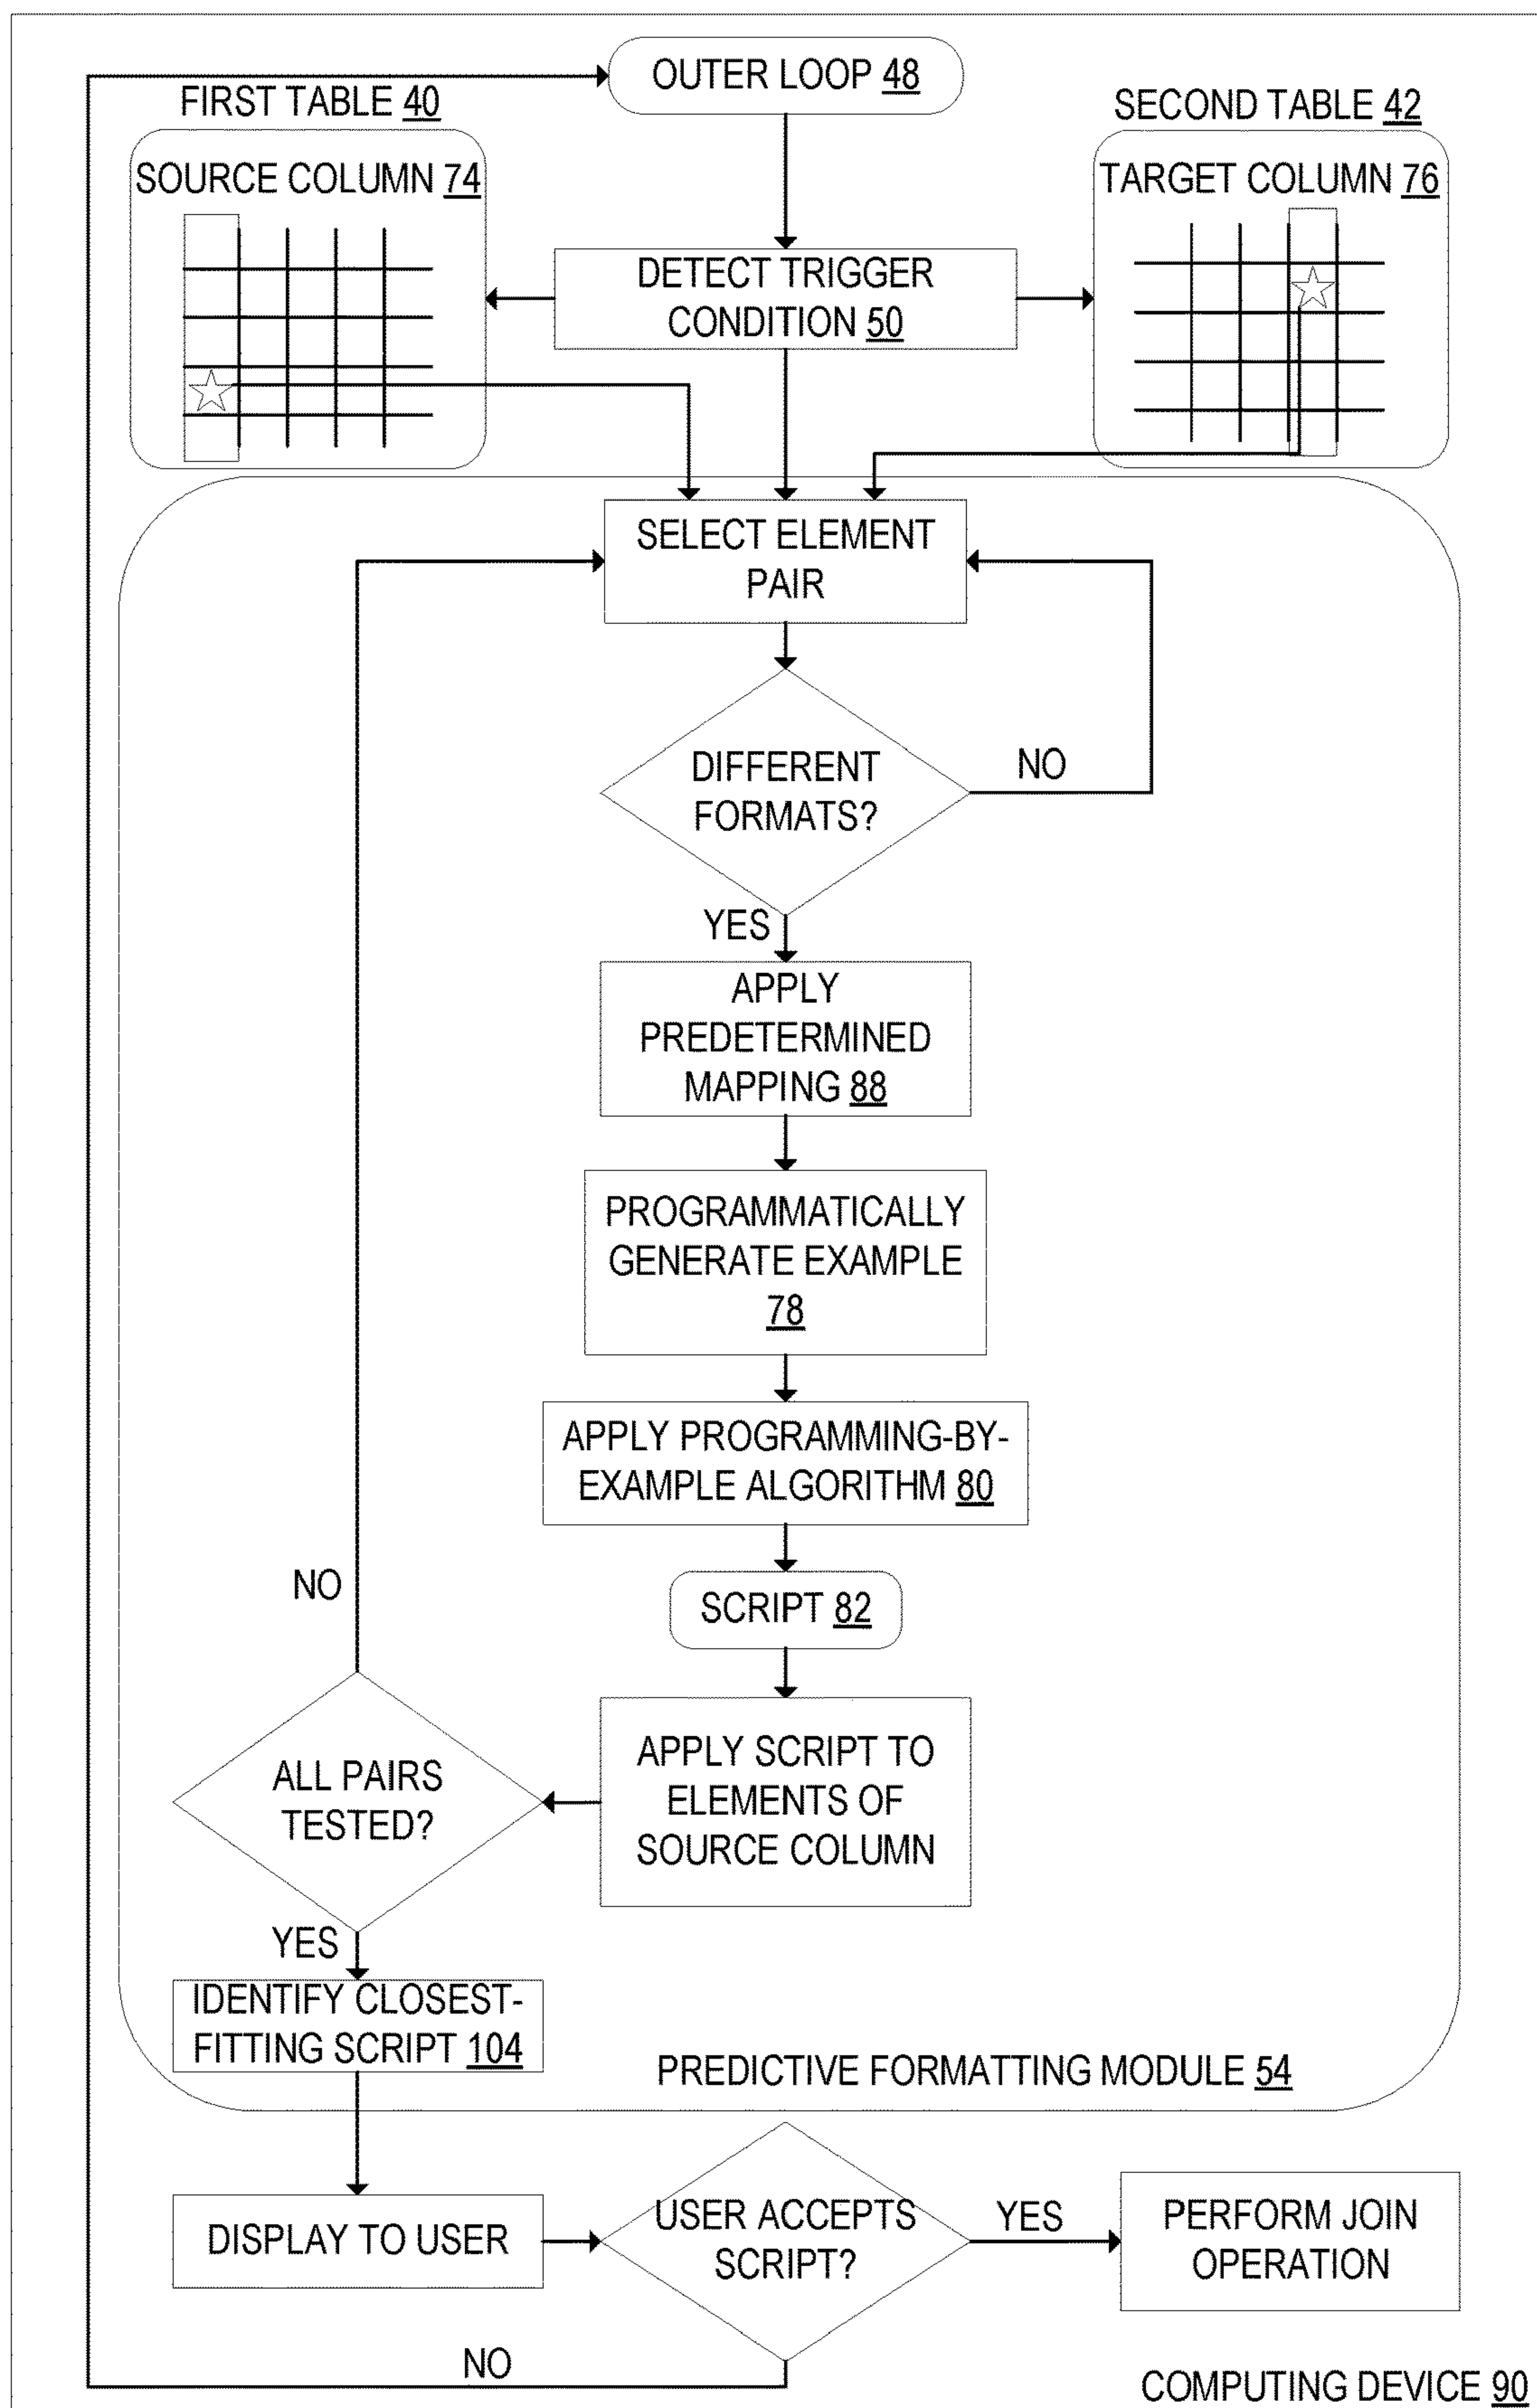 OUTER LOOP 48
FIRST TABLE 40
SECOND TABLE 42
SOURCE COLUMN 74
TARGET COLUMN 76
DETECT TRIGGER
CONDITION 50
SELECT ELEMENT
PAIR
DIFFERENT
FORMATS?
NO
YES
APPLY
PREDETERMINED
MAPPING 88
PROGRAMMATICALLY
GENERATE EXAMPLE
78
APPLY PROGRAMMING-BY-
EXAMPLE ALGORITHM 80
NO
SCRIPT 82
APPLY SCRIPT TO
ELEMENTS OF
SOURCE COLUMN
ALL PAIRS
TESTED?
YES
IDENTIFY CLOSEST-
FITTING SCRIPT 104
PREDICTIVE FORMATTING MODULE 54
DISPLAY TO USER
USER ACCEPTS
SCRIPT?
YES
PERFORM JOIN
OPERATION
NO
COMPUTING DEVICE 90